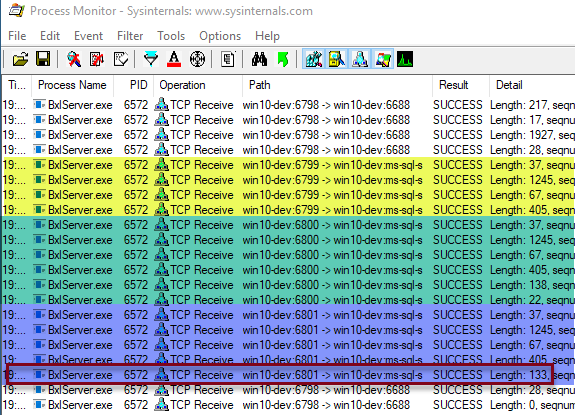 Process Monitor - Sysinternals: www.sysinternals.com
File Edit Event Filter Tools Options Help
Ti... Process Name PID Operation Path Result Detail
19:... BxlServer.exe 6572 TCP Receive win10-dev:6798 -> win10-dev:6688 SUCCESS Length: 217, seqn
19:... BxlServer.exe 6572 TCP Receive win10-dev:6798 -> win10-dev:6688 SUCCESS Length: 17, seqnu
19:... BxlServer.exe 6572 TCP Receive win10-dev:6798 -> win10-dev:6688 SUCCESS Length: 1927, seq
19:... BxlServer.exe 6572 TCP Receive win10-dev:6798 -> win10-dev:6688 SUCCESS Length: 28, seqnu
19:... BxlServer.exe 6572 TCP Receive win10-dev:6799 -> win10-dev:ms-sql-s SUCCESS Length: 37, seqnu
19:... BxlServer.exe 6572 TCP Receive win10-dev:6799 -> win10-dev:ms-sql-s SUCCESS Length: 1245, seq
19:... BxlServer.exe 6572 TCP Receive win10-dev:6799 -> win10-dev:ms-sql-s SUCCESS Length: 67, seqnu
19:... BxlServer.exe 6572 TCP Receive win10-dev:6799 -> win10-dev:ms-sql-s SUCCESS Length: 405, seqn
19:... BxlServer.exe 6572 TCP Receive win10-dev:6800 -> win10-dev:ms-sql-s SUCCESS Length: 37, seqnu
19:... BxlServer.exe 6572 TCP Receive win10-dev:6800 -> win10-dev:ms-sql-s SUCCESS Length: 1245, seq
19:... BxlServer.exe 6572 TCP Receive win10-dev:6800 -> win10-dev:ms-sql-s SUCCESS Length: 67, seqnu
19:... BxlServer.exe 6572 TCP Receive win10-dev:6800 -> win10-dev:ms-sql-s SUCCESS Length: 405, seqn
19:... BxlServer.exe 6572 TCP Receive win10-dev:6800 -> win10-dev:ms-sql-s SUCCESS Length: 138, seqn
19:... BxlServer.exe 6572 TCP Receive win10-dev:6800 -> win10-dev:ms-sql-s SUCCESS Length: 22, seqnu
19:... BxlServer.exe 6572 TCP Receive win10-dev:6801 -> win10-dev:ms-sql-s SUCCESS Length: 37, seqnu
19:... BxlServer.exe 6572 TCP Receive win10-dev:6801 -> win10-dev:ms-sql-s SUCCESS Length: 1245, seq
19:... BxlServer.exe 6572 TCP Receive win10-dev:6801 -> win10-dev:ms-sql-s SUCCESS Length: 67, seqnu
19:... BxlServer.exe 6572 TCP Receive win10-dev:6801 -> win10-dev:ms-sql-s SUCCESS Length: 405, seqn
19:... BxlServer.exe 6572 TCP Receive win10-dev:6801 -> win10-dev:ms-sql-s SUCCESS Length: 133, seqn
19:... BxlServer.exe 6572 TCP Receive win10-dev:6798 -> win10-dev:6688 SUCCESS Length: 28, seqnu
19:... BxlServer.exe 6572 TCP Receive win10-dev:6798 -> win10-dev:6688 SUCCESS Length: 0, seqnum